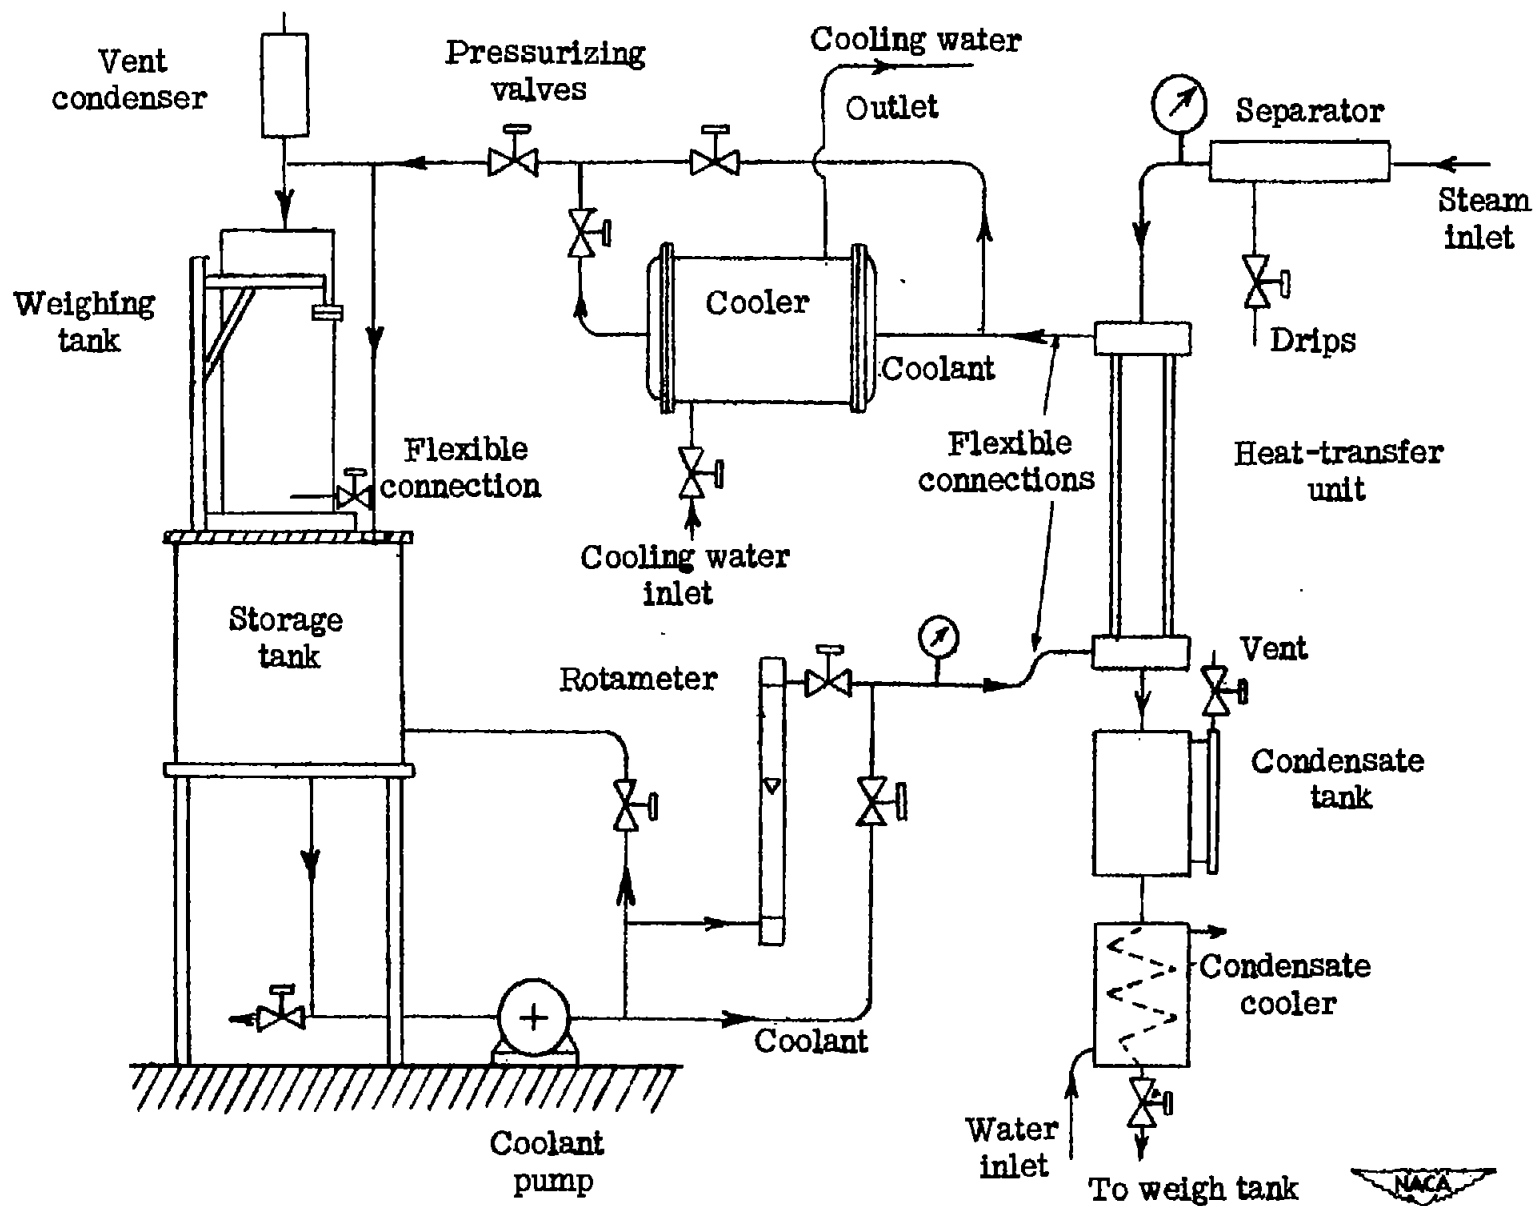 Vent
condenser
Pressurizing
valves
Cooling water
Outlet
Separator
Steam
inlet
Weighing
tank
Cooler
Coolant
Drips
Flexible
connection
Flexible
connections
Heat-transfer
unit
Cooling water
inlet
Storage
tank
Rotameter
Vent
Condensate
tank
Condensate
cooler
Coolant
Coolant
pump
Water
inlet
To weigh tank
NACA